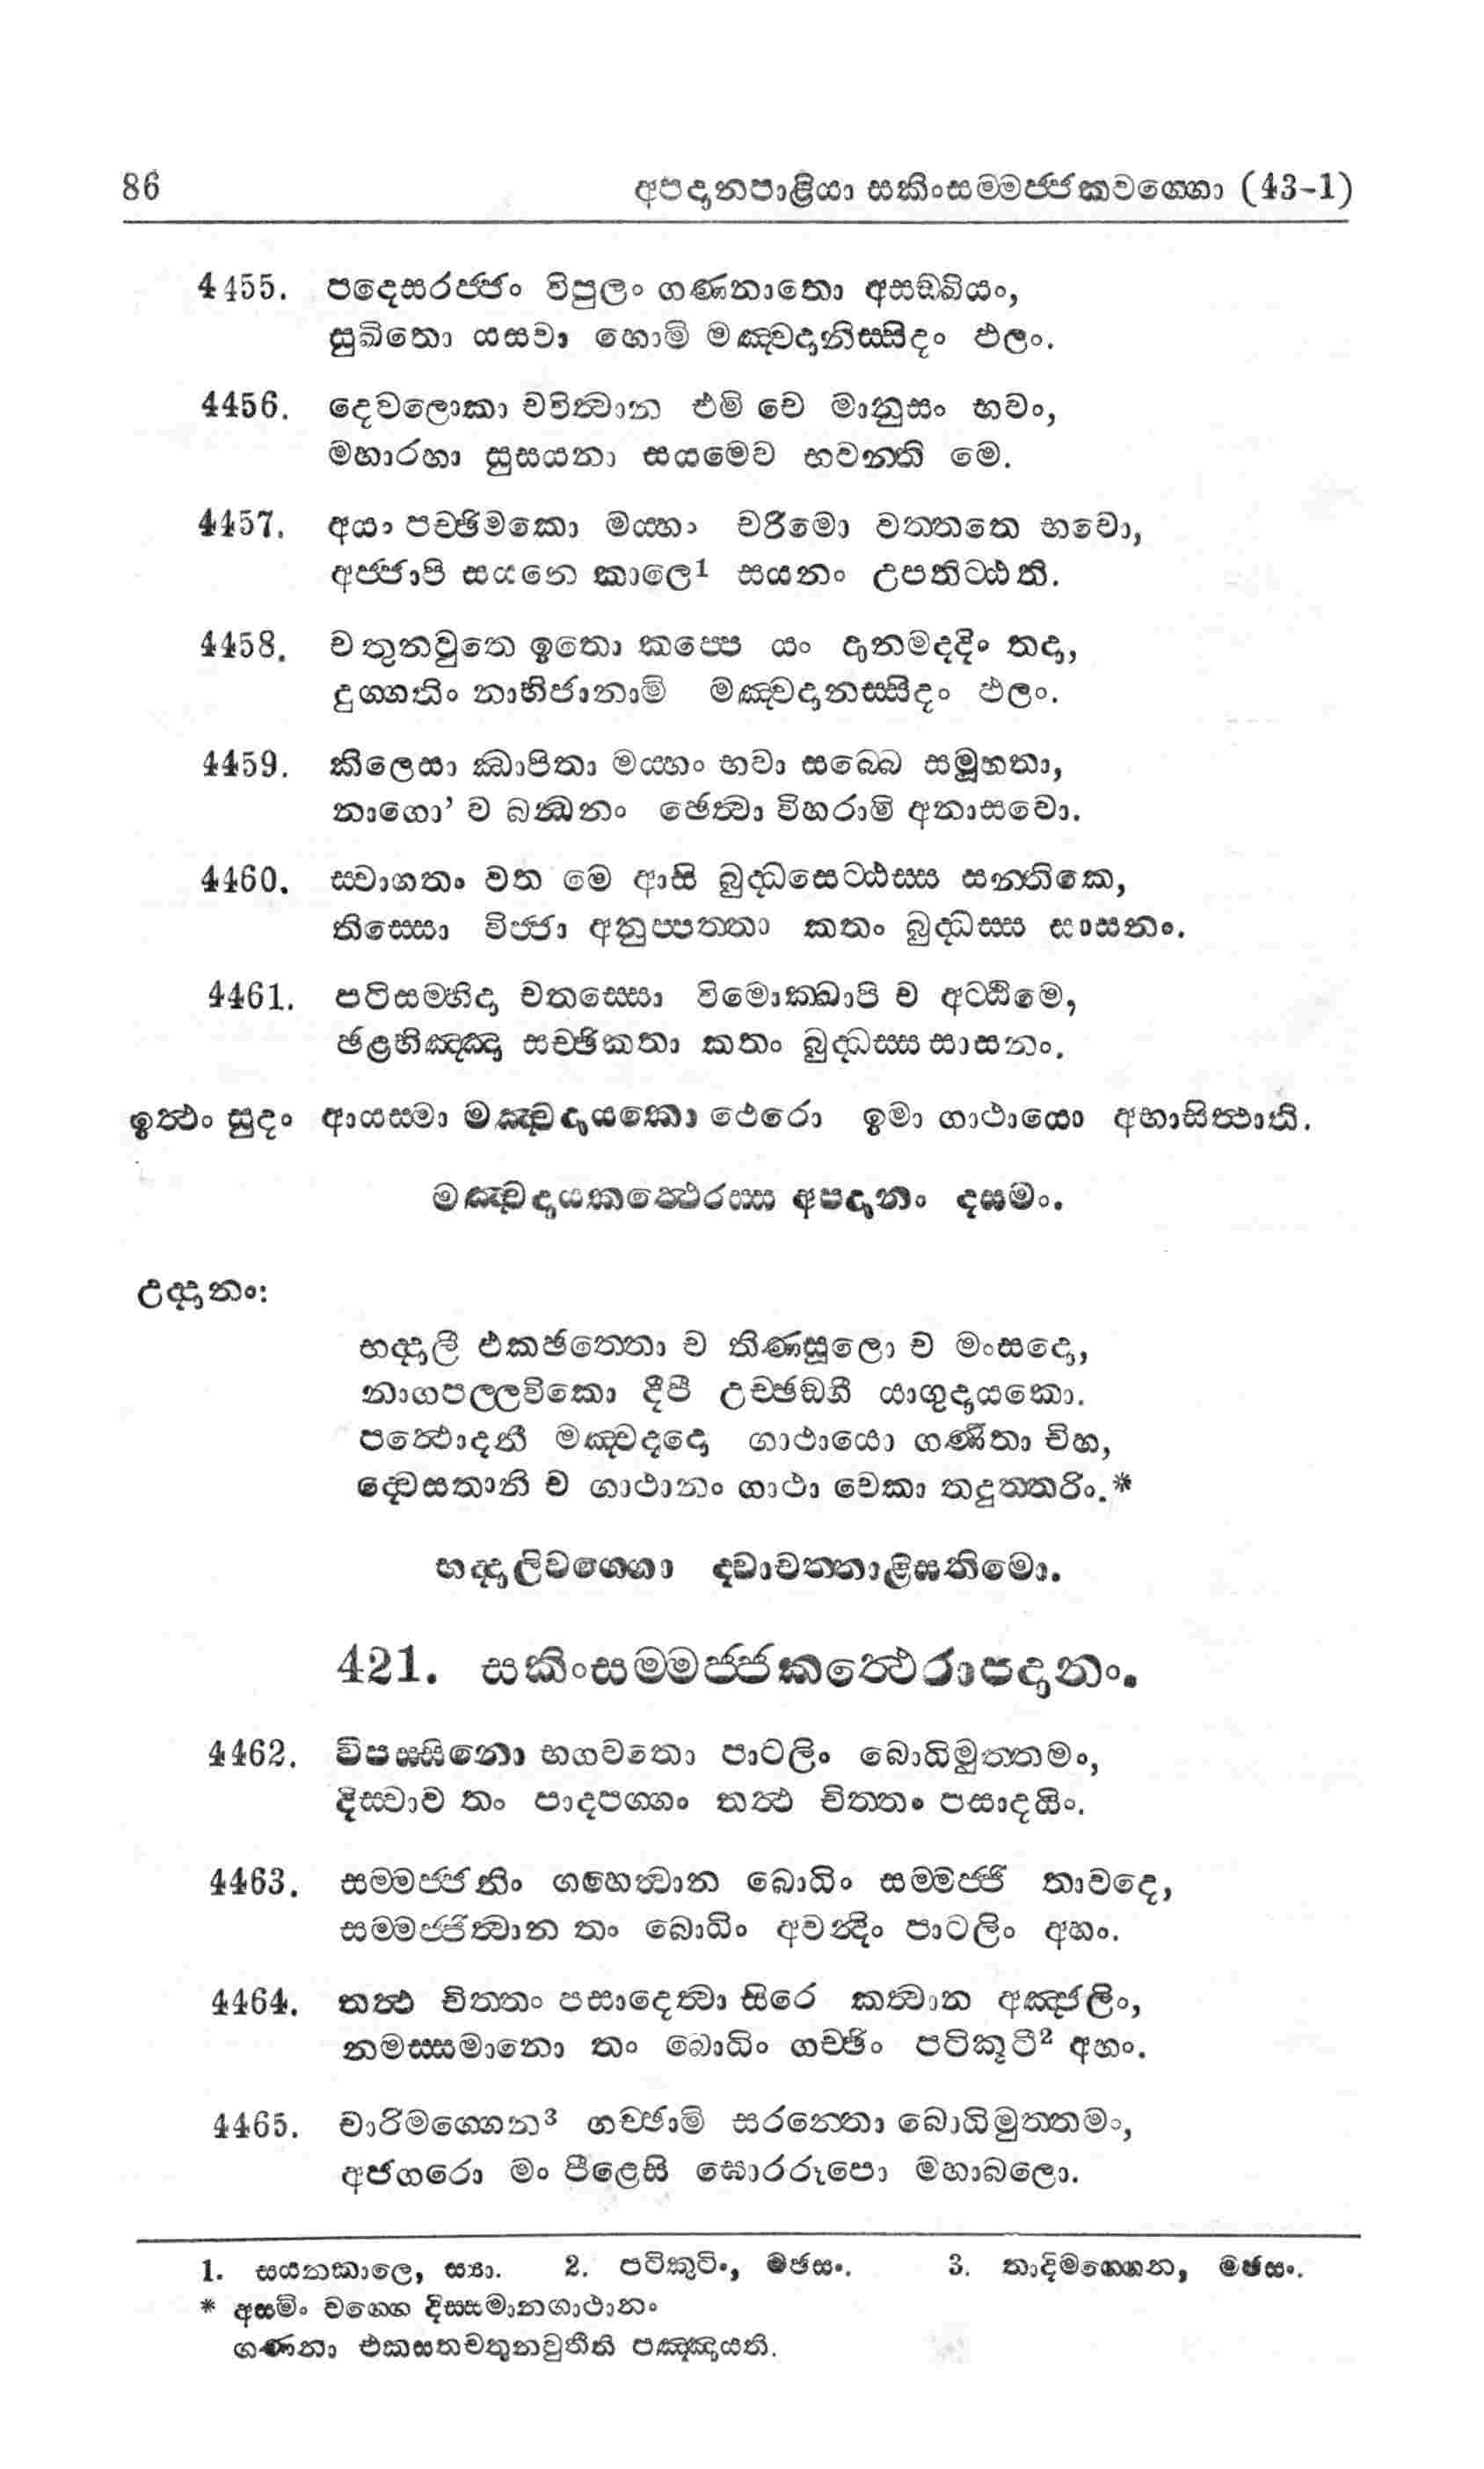 86 අපදානපාළියා සකිංසම්මජ්ජකවග්ගො (43-1)
4455. පදෙසරජ්ජං විපුලං ගණනාතො අසඞ්ඛියං,
සුඛිතො යසවා හොමි මඤ්චදානස්සිදං ඵලං.
4456. දෙවලොකා චවිත්වාන එමි චෙ මානුසං භවං,
මහාරහා සුසයනා සයමෙව භවන්ති මෙ.
4457. අයං පච්ඡිමකො මය්හං චරිමො වත්තතෙ භවො,
අජ්ජාපි සයනෙ කාලෙ¹ සයනං උපතිට්ඨති.
4458. චතුනවුතෙ ඉතො කප්පෙ යං දානමදදිං තදා,
දුග්ගතිං නාභිජානාමි මඤ්චදානස්සිදං ඵලං.
4459. කිලෙසා ඣාපිතා මය්හං භවා සබ්බෙ සමූහතා,
නාගො' ව බන්ධනං ඡෙත්වා විහරාමි අනාසවො.
4460. ස්වාගතං වත මෙ ආසි බුද්ධසෙට්ඨස්ස සන්තිකෙ,
තිස්සො විජ්ජා අනුප්පත්තා කතං බුද්ධස්ස සාසනං.
4461. පටිසම්භිදා චතස්සො විමොක්ඛාපි ච අට්ඨිමෙ,
ඡළභිඤ්ඤා සච්ඡිකතා කතං බුද්ධස්ස සාසනං.
ඉත්ථං සුදං ආයස්මා මඤ්චදායකො ථෙරො ඉමා ගාථායො අභාසිත්ථාති.
මඤ්චදායකත්ථෙරස්ස අපදානං දසමං.
උද්දානං:
භද්දාලී එකඡත්තො ච තිණසූලො ච මංසදො,
නාගපල්ලවිකො දීපී උච්ඡඞ්ගී යාගුදායකො.
පත්ථොදනී මඤ්චදදො ගාථායො ගණිතා චිහ,
ද්වෙසතානි ච ගාථානං ගාථා චෙකා තදුත්තරිං.*
භද්දාලිවග්ගො ද්වාචත්තාළීසතිමො.
421. සකිංසම්මජ්ජකත්ථෙරාපදානං.
4462. විපස්සිනො භගවතො පාටලිං බොධිමුත්තමං,
දිස්වාව තං පාදපග්ගං තත්ථ චිත්තං පසාදයිං.
4463. සම්මජ්ජනිං ගහෙත්වාන බොධිං සම්මජ්ජි තාවදෙ,
සම්මජ්ජිත්වාන තං බොධිං අවන්දිං පාටලිං අහං.
4464. තත්ථ චිත්තං පසාදෙත්වා සිරෙ කත්වාන අඤ්ජලිං,
නමස්සමානො තං බොධිං ගච්ඡිං පටිකූටී² අහං.
4465. චාරිමග්ගෙන³ ගච්ඡාමි සරන්තො බොධිමුත්තමං,
අජගරො මං පීළෙසි ඝොරරූපො මහාබලො.
1. සයනකාලෙ, ස්‍යා. 2. පටිකුටිං, මඡසං. 3. තාදිමග්ගෙන, මඡසං.
* අස්මිං වග්ගෙ දිස්සමානගාථානං
ගණනා එකසතචතුනවුතීති පඤ්ඤායති.